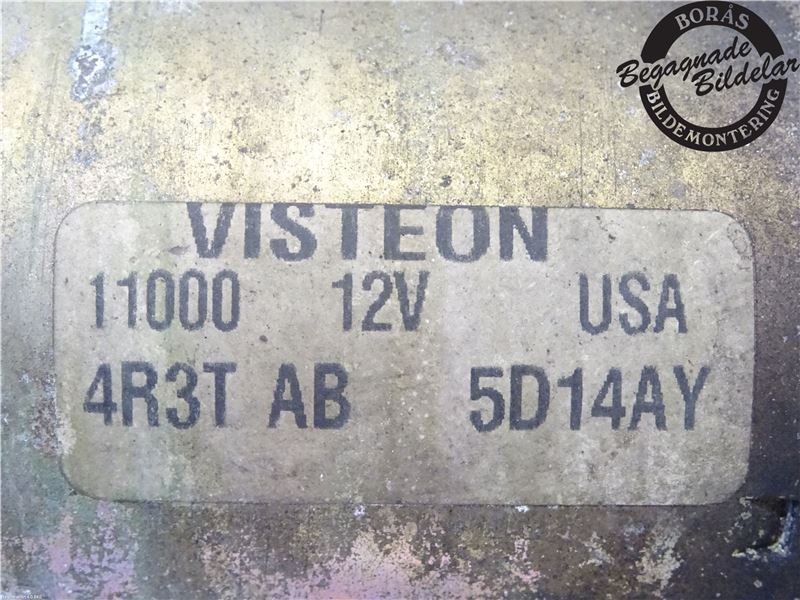 BORÅS
Begagnade
Bildelar
BILDEMONTERING
VISTEON
11000 12V USA
4R3T AB 5D14AY